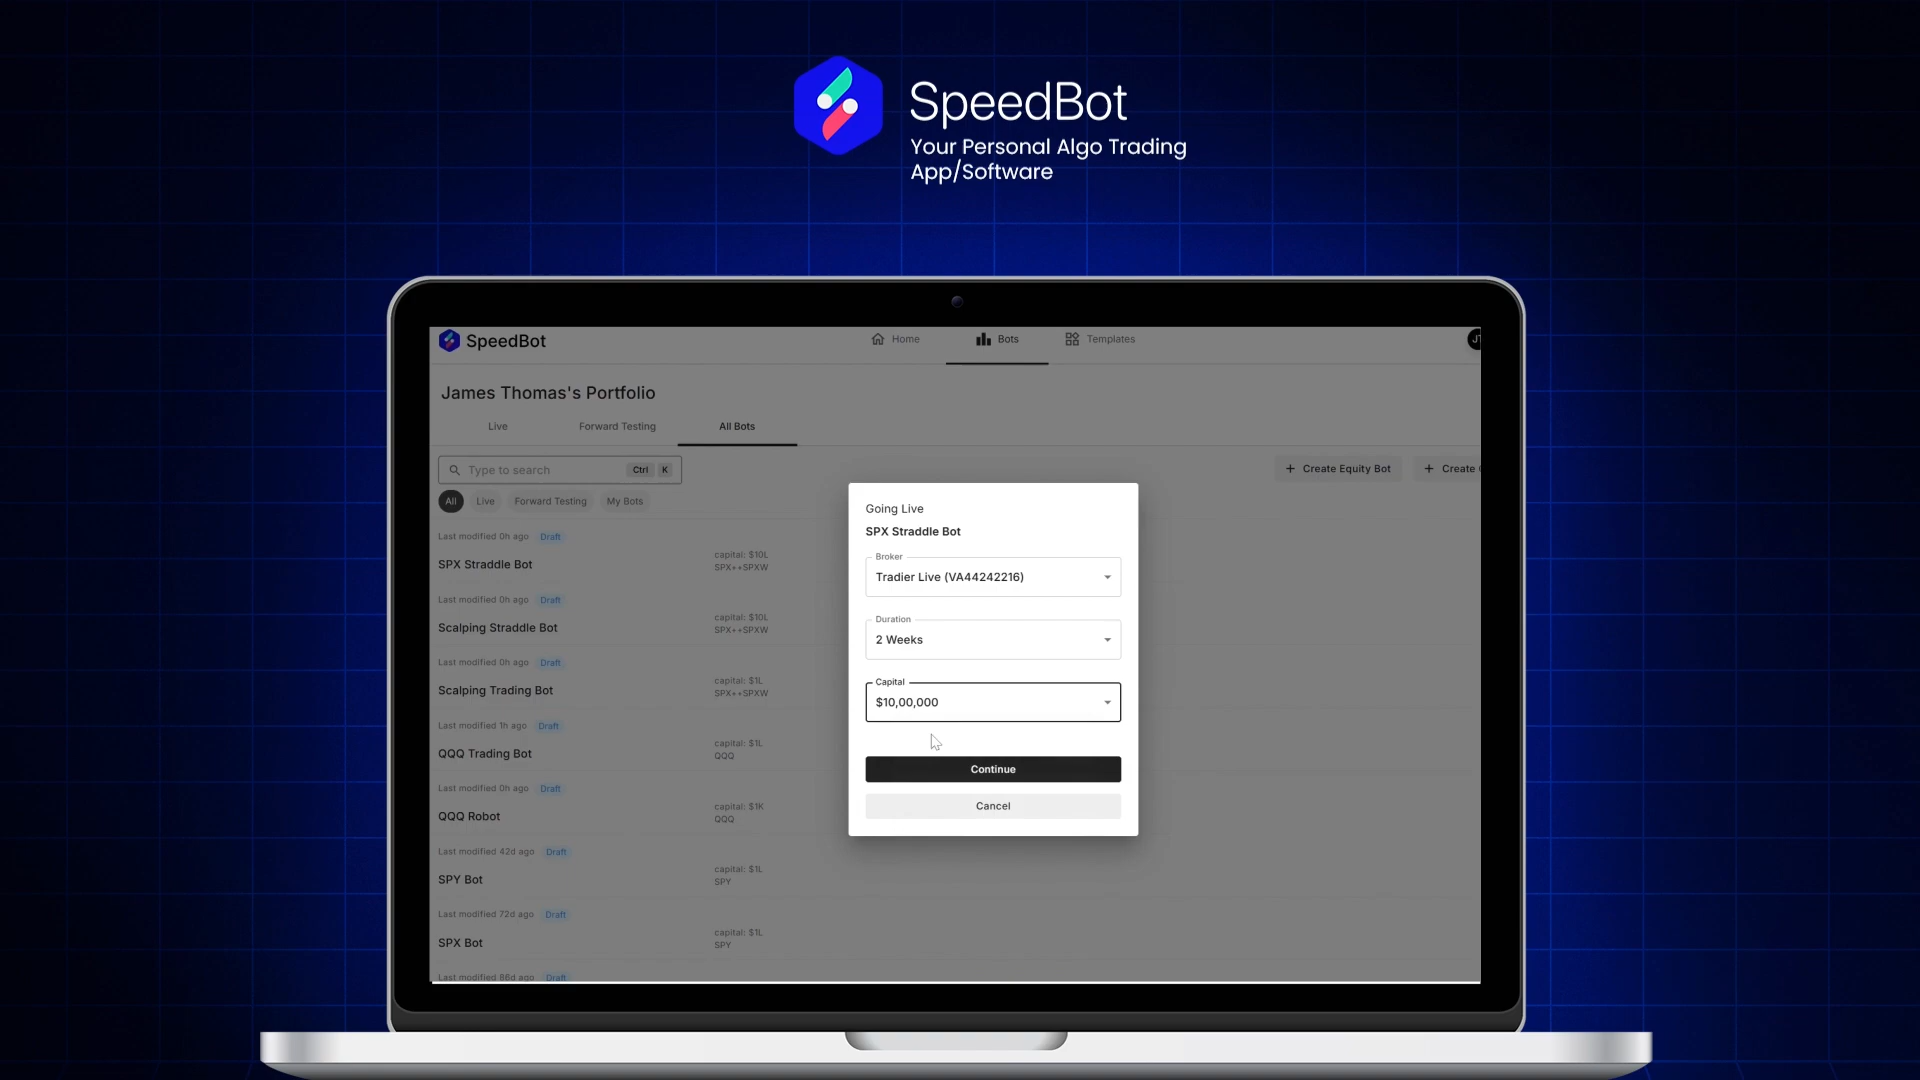 SpeedBot
Your Personal Algo Trading
App/Software
SpeedBot
Home
Bots
Templates
James Thomas's Portfolio
Live
Forward Testing
All Bots
Type to search
Ctrl K
+ Create Equity Bot
+ Create
All
Live
Forward Testing
My Bots
Last modified 0h ago Draft
SPX Straddle Bot
capital: $10L
SPX++SPXW
Last modified 0h ago Draft
Scalping Straddle Bot
capital: $10L
SPX++SPXW
Last modified 0h ago Draft
Scalping Trading Bot
capital: $1L
SPX++SPXW
Last modified 1h ago Draft
QQQ Trading Bot
capital: $1L
QQQ
Last modified 0h ago Draft
QQQ Robot
capital: $1K
QQQ
Last modified 42d ago Draft
SPY Bot
capital: $1L
SPY
Last modified 72d ago Draft
SPX Bot
capital: $1L
SPY
Last modified 86d ago Draft
Going Live
SPX Straddle Bot
Broker
Tradier Live (VA44242216)
Duration
2 Weeks
Capital
$10,00,000
Continue
Cancel